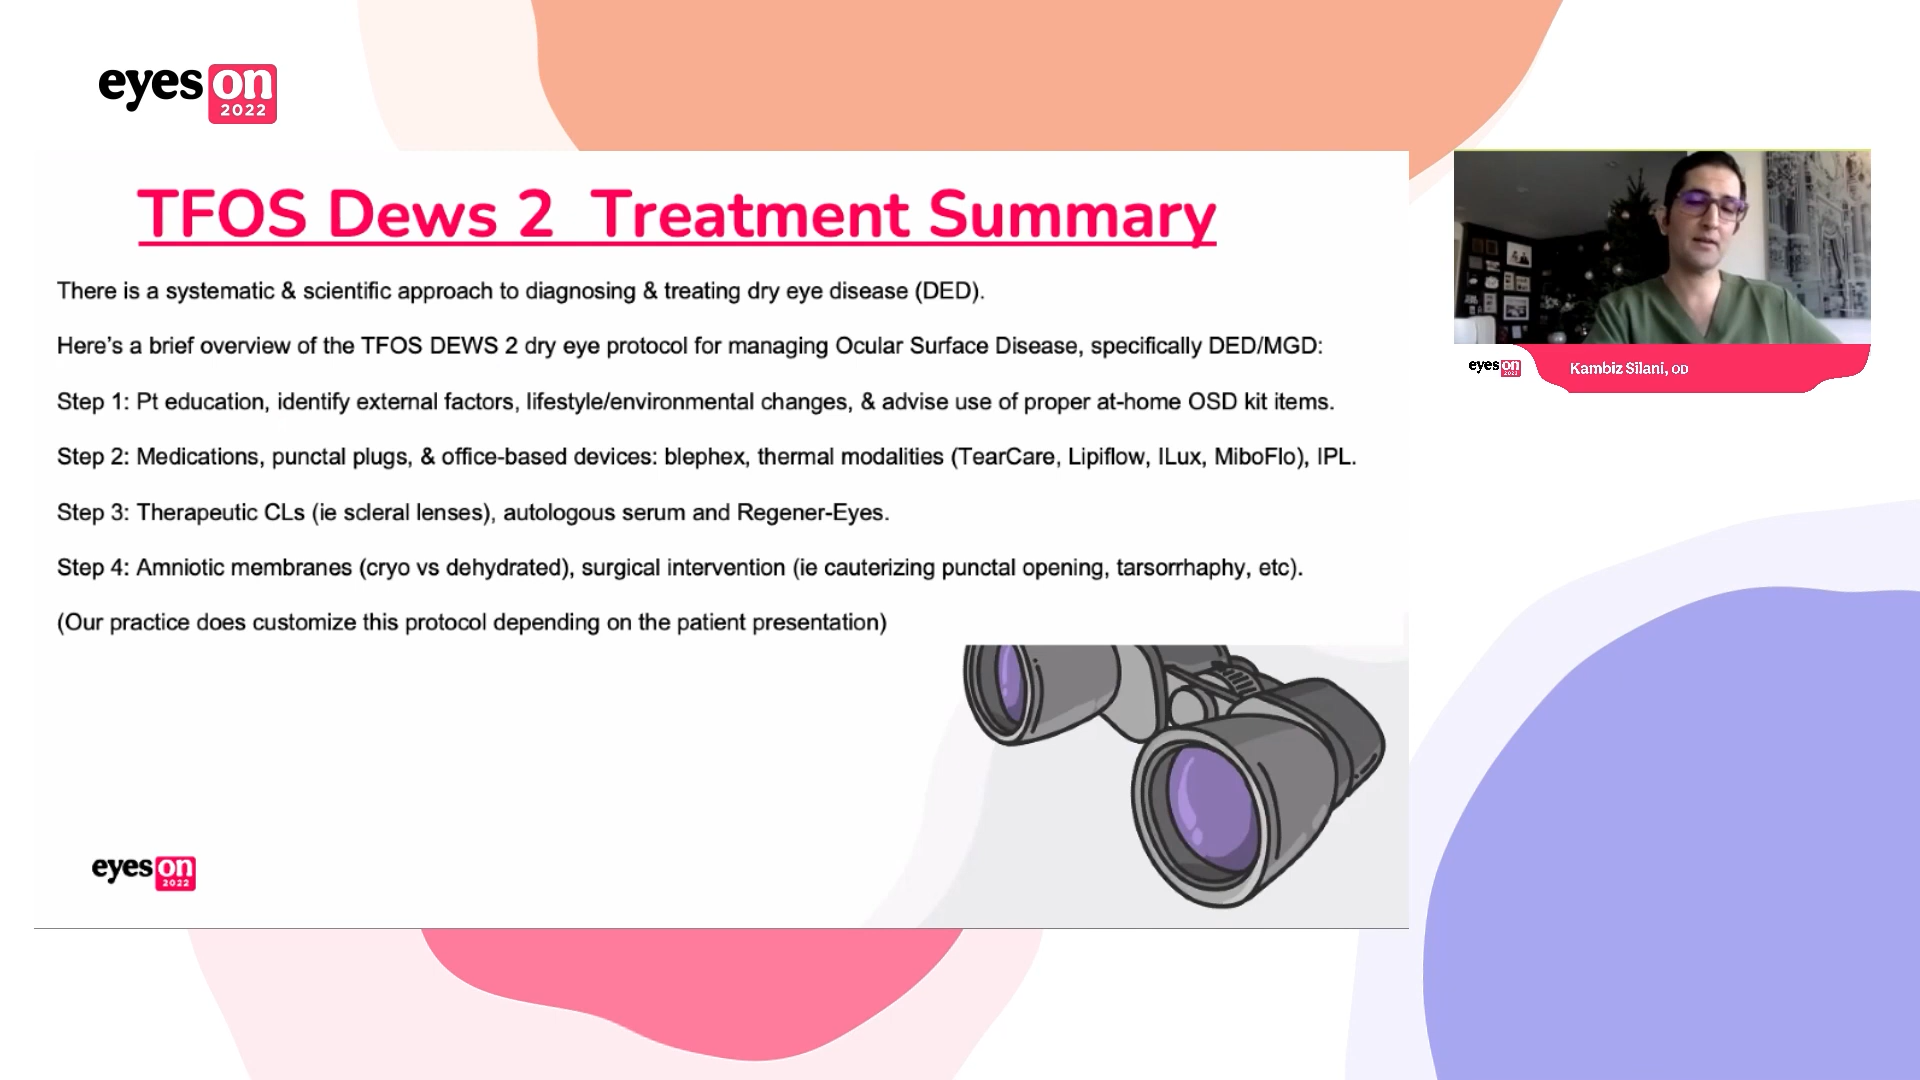 eyes on
2022
TFOS Dews 2 Treatment Summary
There is a systematic & scientific approach to diagnosing & treating dry eye disease (DED).
Here's a brief overview of the TFOS DEWS 2 dry eye protocol for managing Ocular Surface Disease, specifically DED/MGD:
Step 1: Pt education, identify external factors, lifestyle/environmental changes, & advise use of proper at-home OSD kit items.
Step 2: Medications, punctal plugs, & office-based devices: blephex, thermal modalities (TearCare, Lipiflow, ILux, MiboFlo), IPL.
Step 3: Therapeutic CLs (ie scleral lenses), autologous serum and Regener-Eyes.
Step 4: Amniotic membranes (cryo vs dehydrated), surgical intervention (ie cauterizing punctal opening, tarsorrhaphy, etc).
(Our practice does customize this protocol depending on the patient presentation)
eyes on
2022
eyes on
2022
Kambiz Silani, OD